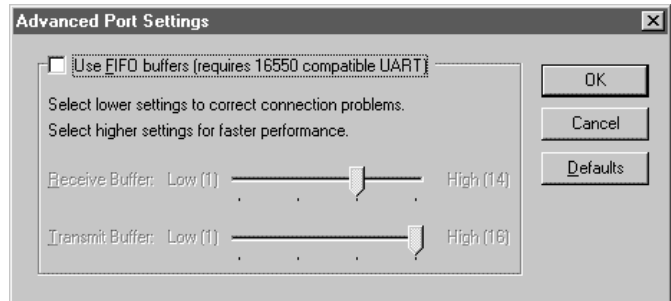 Advanced Port Settings
Use FIFO buffers (requires 16550 compatible UART)
Select lower settings to correct connection problems.
Select higher settings for faster performance.
Receive Buffer: Low (1) High (14)
Transmit Buffer: Low (1) High (16)
OK
Cancel
Defaults